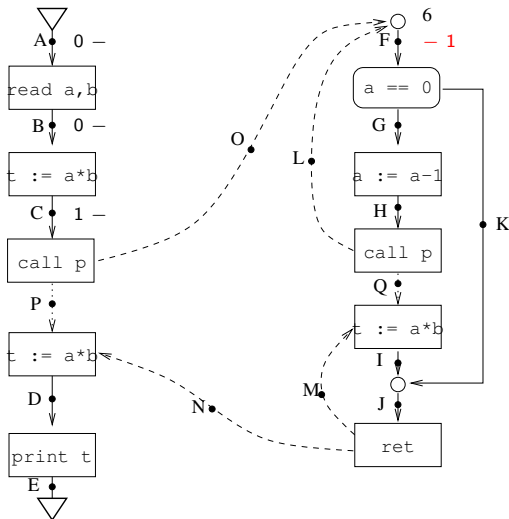 A 0 –
read a,b
B 0 –
t := a*b
C 1 –
call p
P
t := a*b
D
print t
E
O
L
N
M
6
F – 1
a == 0
G
a := a-1
H
K
call p
Q
t := a*b
I
J
ret